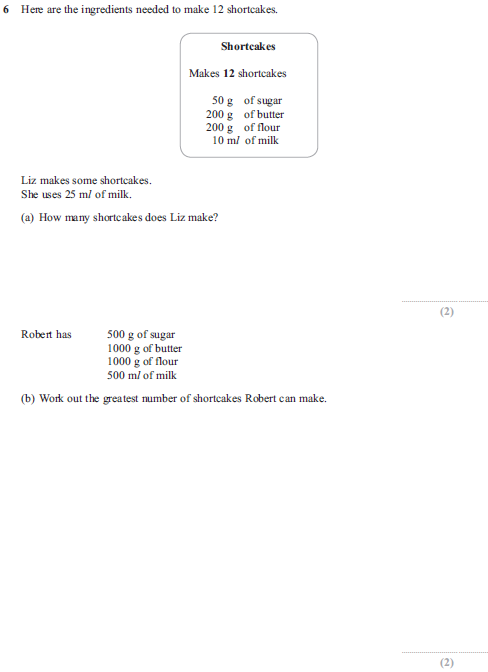 6 Here are the ingredients needed to make 12 shortcakes.
Shortcakes
Makes 12 shortcakes
50 g of sugar
200 g of butter
200 g of flour
10 ml of milk
Liz makes some shortcakes.
She uses 25 ml of milk.
(a) How many shortcakes does Liz make?
(2)
Robert has 500 g of sugar
1000 g of butter
1000 g of flour
500 ml of milk
(b) Work out the greatest number of shortcakes Robert can make.
(2)